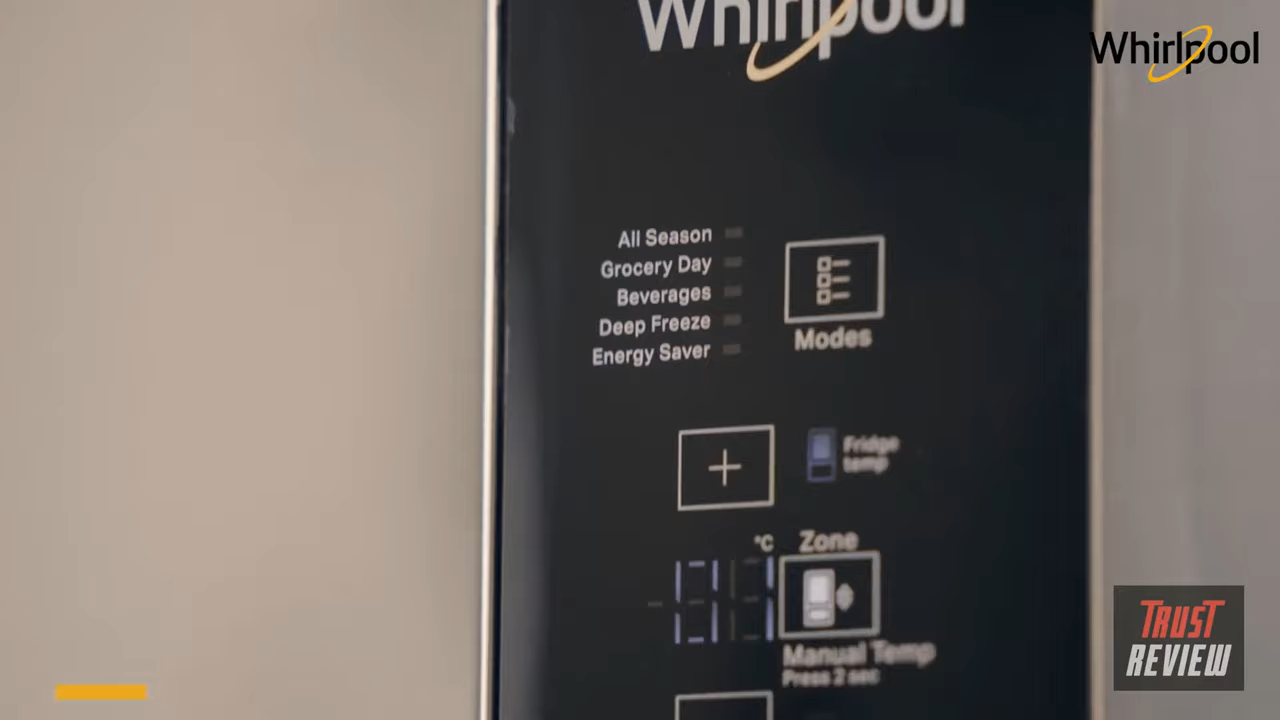 Whirlpool
Whirlpool
All Season
Grocery Day
Beverages
Deep Freeze
Energy Saver
Modes
+
Fridge
temp
°C
Zone
01
Manual Temp
Press 2 sec
TRUST
REVIEW